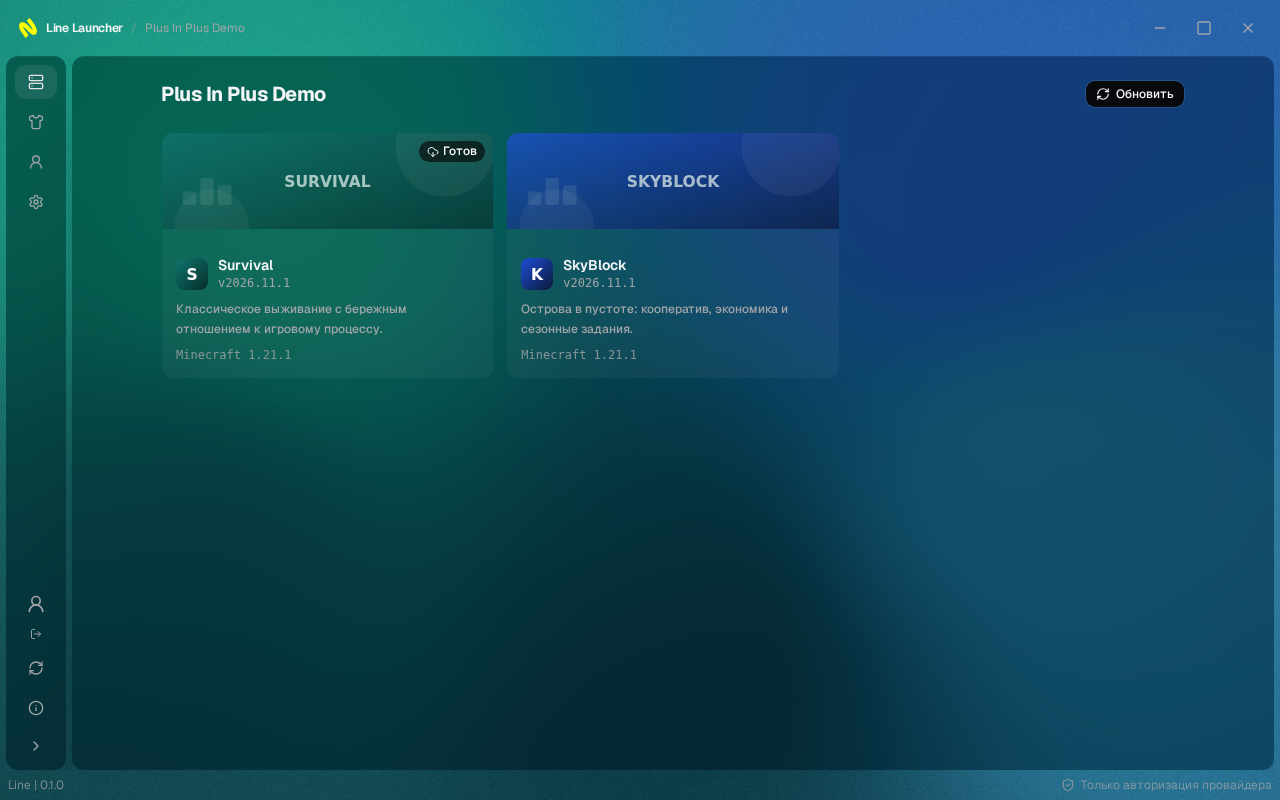 Line Launcher / Plus In Plus Demo
Plus In Plus Demo
Обновить
Готов
SURVIVAL
SKYBLOCK
S
Survival
v2026.11.1
Классическое выживание с бережным
отношением к игровому процессу.
Minecraft 1.21.1
K
SkyBlock
v2026.11.1
Острова в пустоте: кооператив, экономика и
сезонные задания.
Minecraft 1.21.1
Line | 0.1.0
Только авторизация провайдера